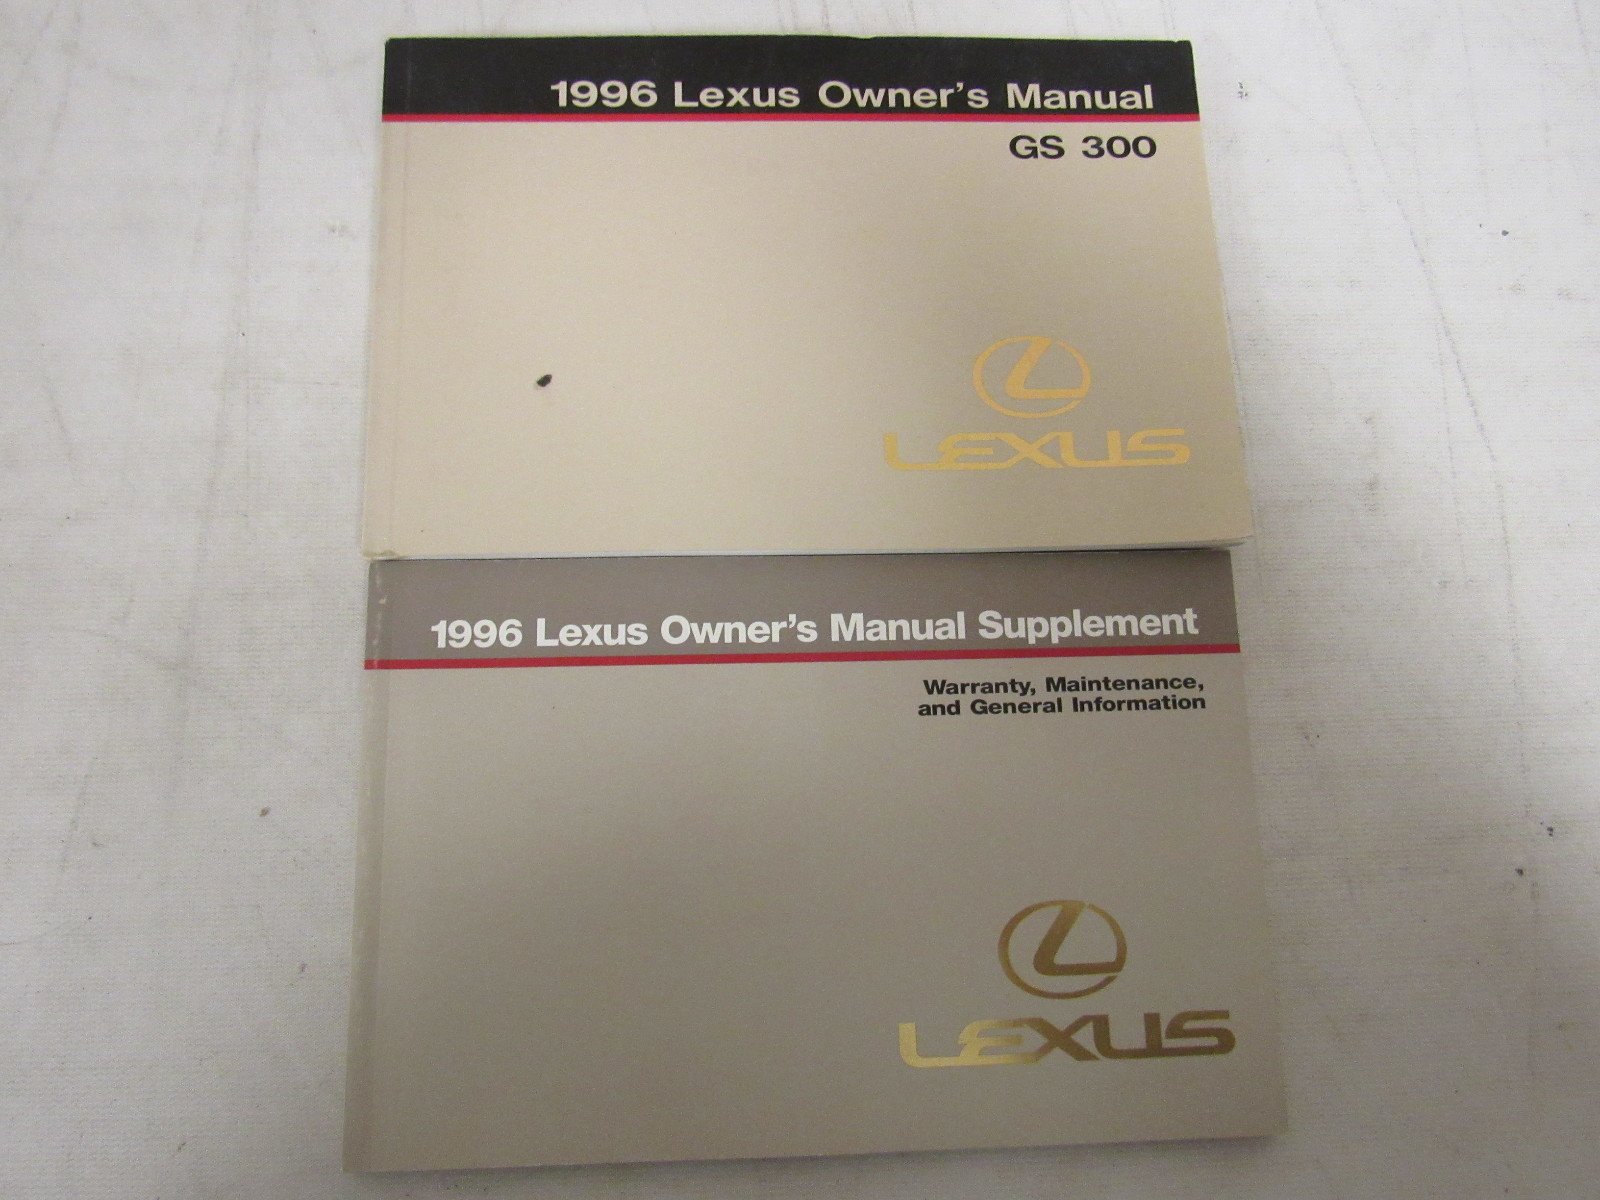 1996 Lexus Owner's Manual
GS 300
LEXUS
1996 Lexus Owner's Manual Supplement
Warranty, Maintenance,
and General Information
LEXUS